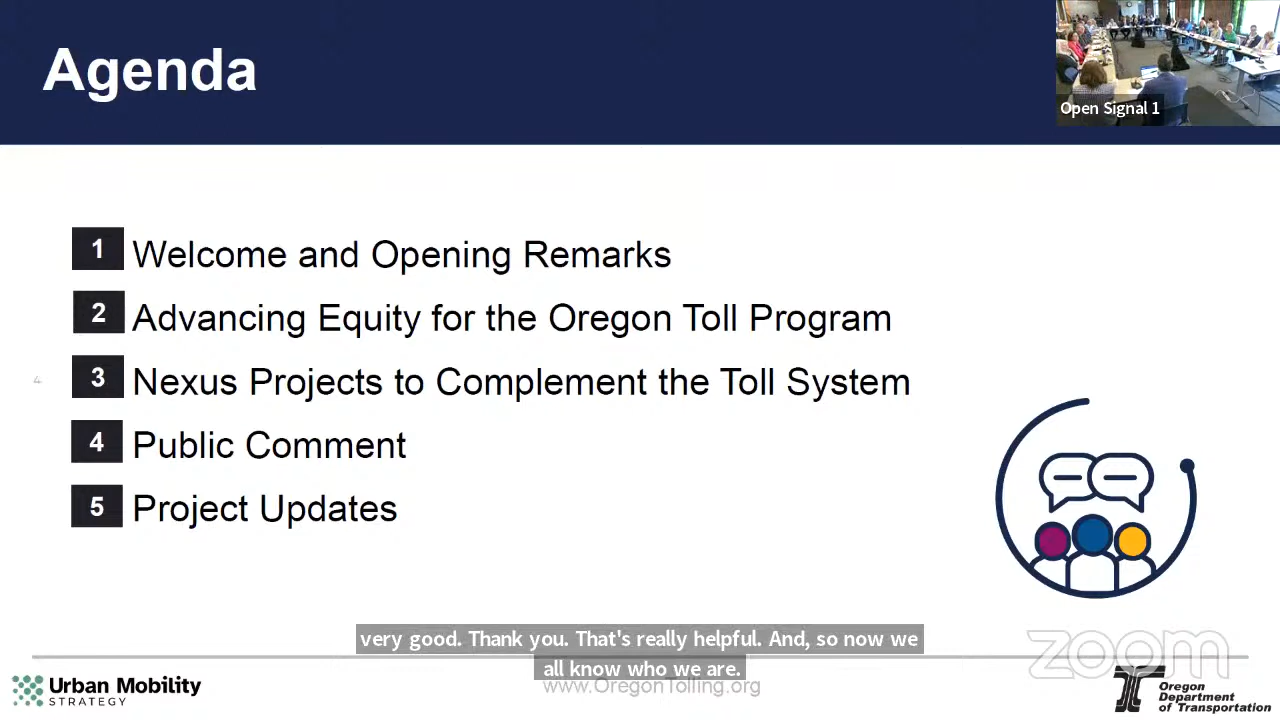 Agenda
Open Signal 1
1 Welcome and Opening Remarks
2 Advancing Equity for the Oregon Toll Program
3 Nexus Projects to Complement the Toll System
4 Public Comment
5 Project Updates
very good. Thank you. That's really helpful. And, so now we
all know who we are.
www.OregonTolling.org
zoom
Urban Mobility
STRATEGY
Oregon
Department
of Transportation